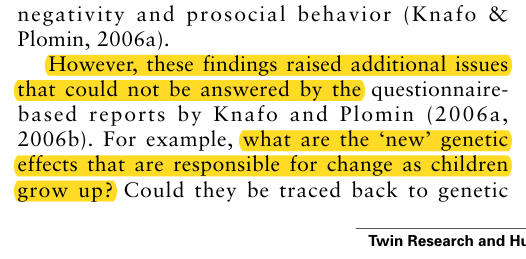 negativity and prosocial behavior (Knafo &
Plomin, 2006a).
However, these findings raised additional issues
that could not be answered by the questionnaire-
based reports by Knafo and Plomin (2006a,
2006b). For example, what are the ‘new’ genetic
effects that are responsible for change as children
grow up? Could they be traced back to genetic
Twin Research and Hu